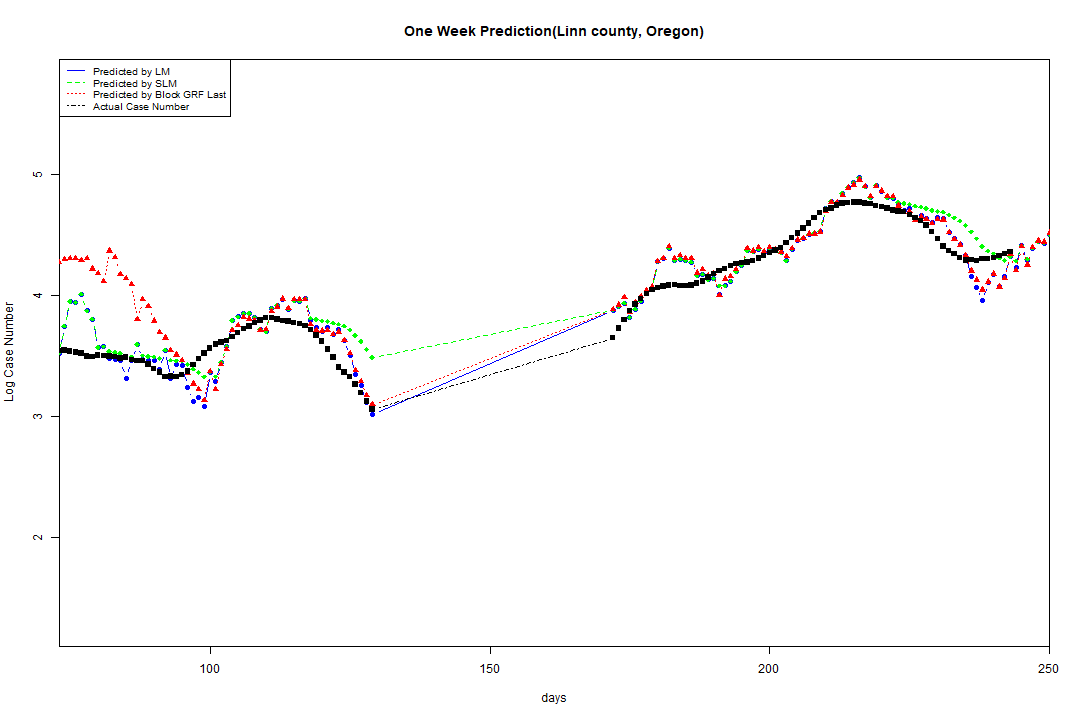 One Week Prediction(Linn county, Oregon)
Predicted by LM
Predicted by SLM
Predicted by Block GRF Last
Actual Case Number
5
4
3
2
Log Case Number
100 150 200 250
days